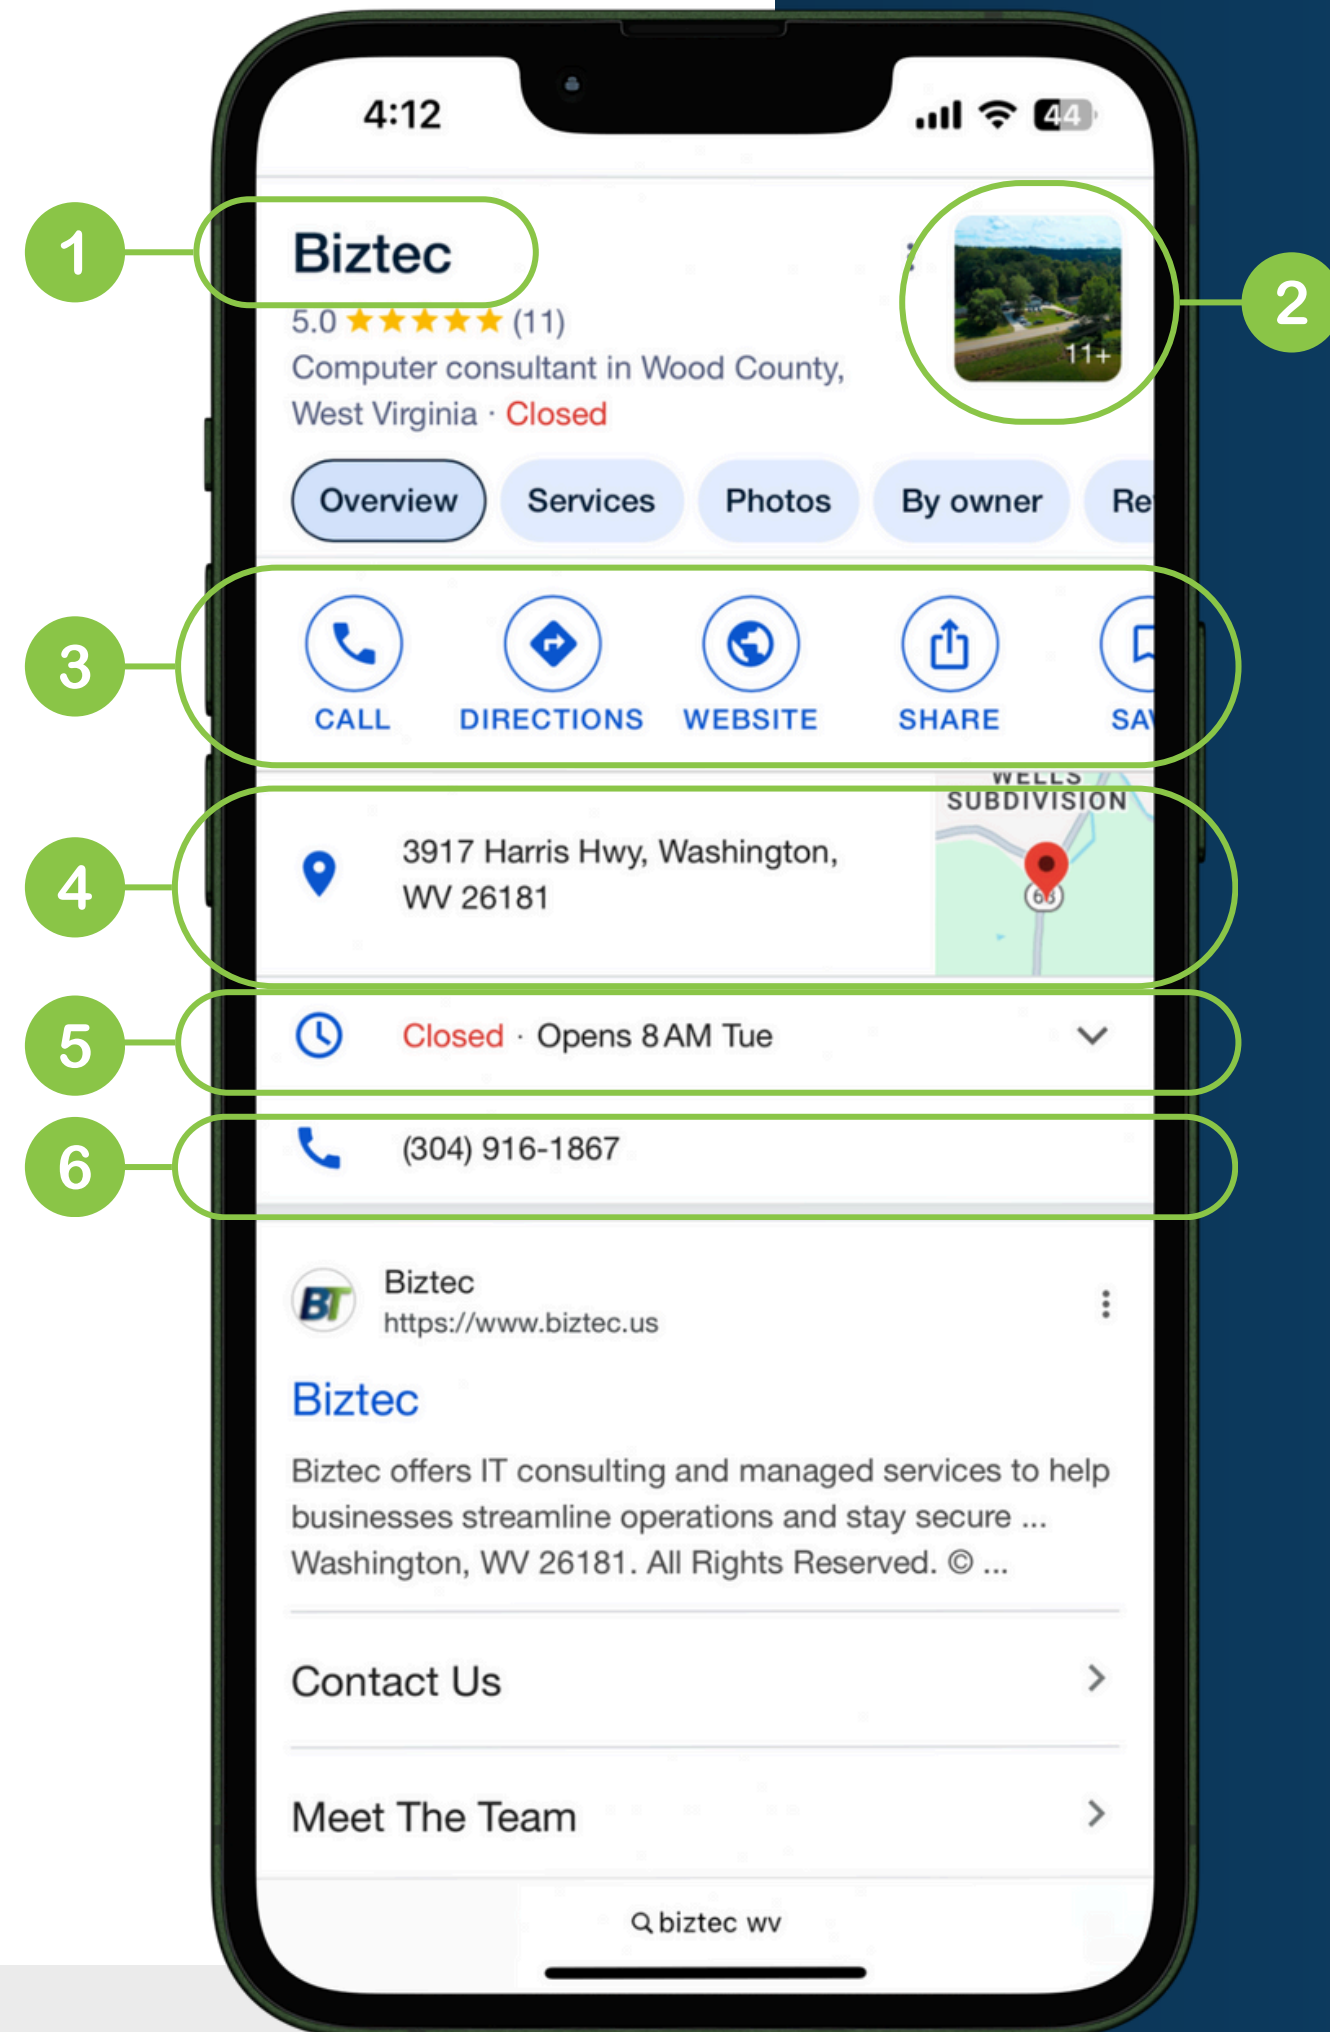 4:12
44
1
Biztec
2
11+
5.0 ★★★★★ (11)
Computer consultant in Wood County,
West Virginia · Closed
Overview Services Photos By owner Re
3
CALL DIRECTIONS WEBSITE SHARE SA
WELLS
SUBDIVISION
4
3917 Harris Hwy, Washington,
WV 26181
68
5
Closed · Opens 8 AM Tue
6
(304) 916-1867
BT
Biztec
https://www.biztec.us
Biztec
Biztec offers IT consulting and managed services to help
businesses streamline operations and stay secure ...
Washington, WV 26181. All Rights Reserved. © ...
Contact Us
Meet The Team
biztec wv